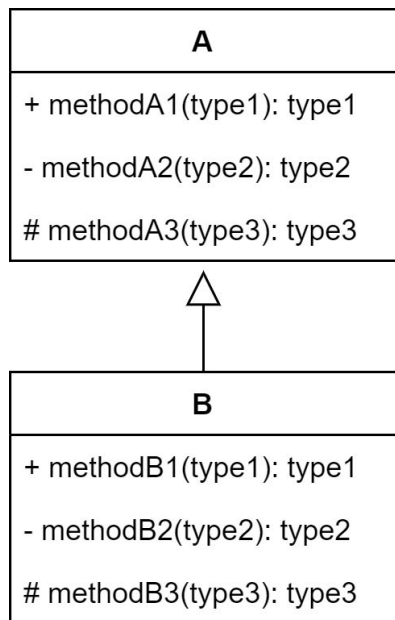 A
+ methodA1(type1): type1
- methodA2(type2): type2
# methodA3(type3): type3
B
+ methodB1(type1): type1
- methodB2(type2): type2
# methodB3(type3): type3